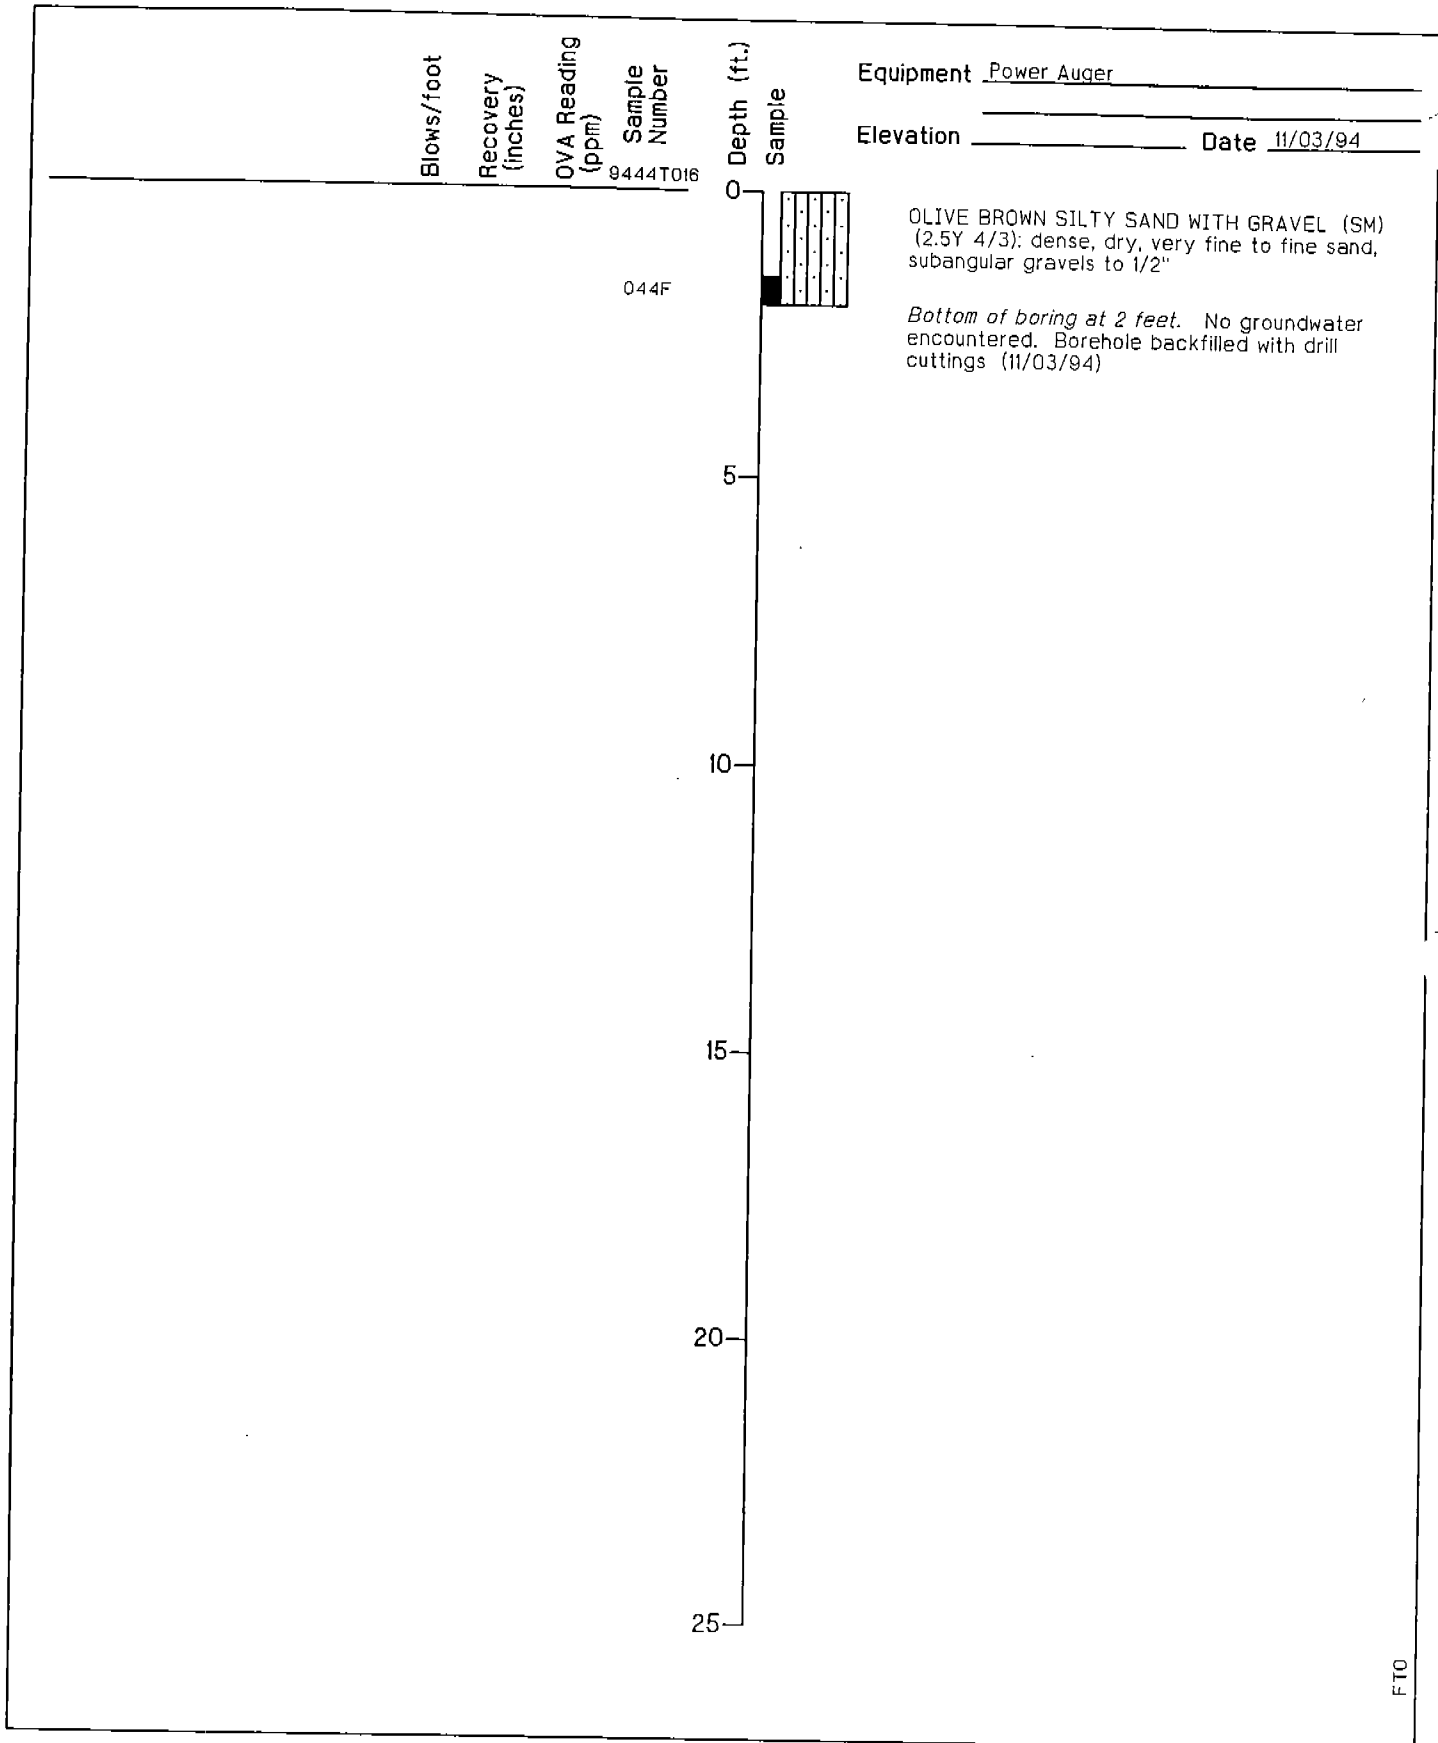 Blows/foot
Recovery
(inches)
OVA Reading
(ppm)
Sample
Number
9444T016
Depth (ft.)
Sample
Equipment Power Auger
Elevation Date 11/03/94
0
OLIVE BROWN SILTY SAND WITH GRAVEL (SM)
(2.5Y 4/3): dense, dry, very fine to fine sand,
subangular gravels to 1/2"
044F
Bottom of boring at 2 feet. No groundwater
encountered. Borehole backfilled with drill
cuttings (11/03/94)
5
10
15
20
25
FTO